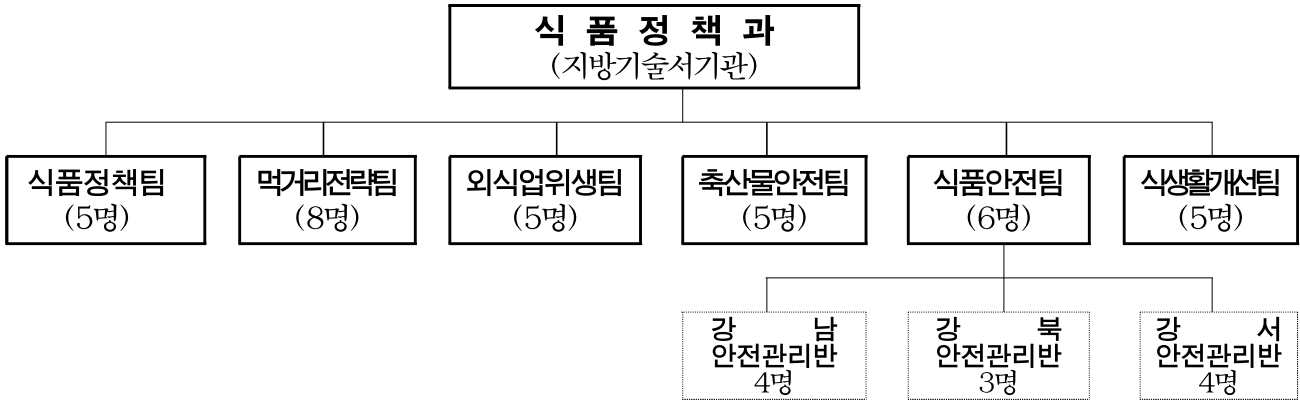 식 품 정 책 과
(지방기술서기관)
식품정책팀
(5명)
먹거리전략팀
(8명)
외식업위생팀
(5명)
축산물안전팀
(5명)
식품안전팀
(6명)
식생활개선팀
(5명)
강 남
안전관리반
4명
강 북
안전관리반
3명
강 서
안전관리반
4명